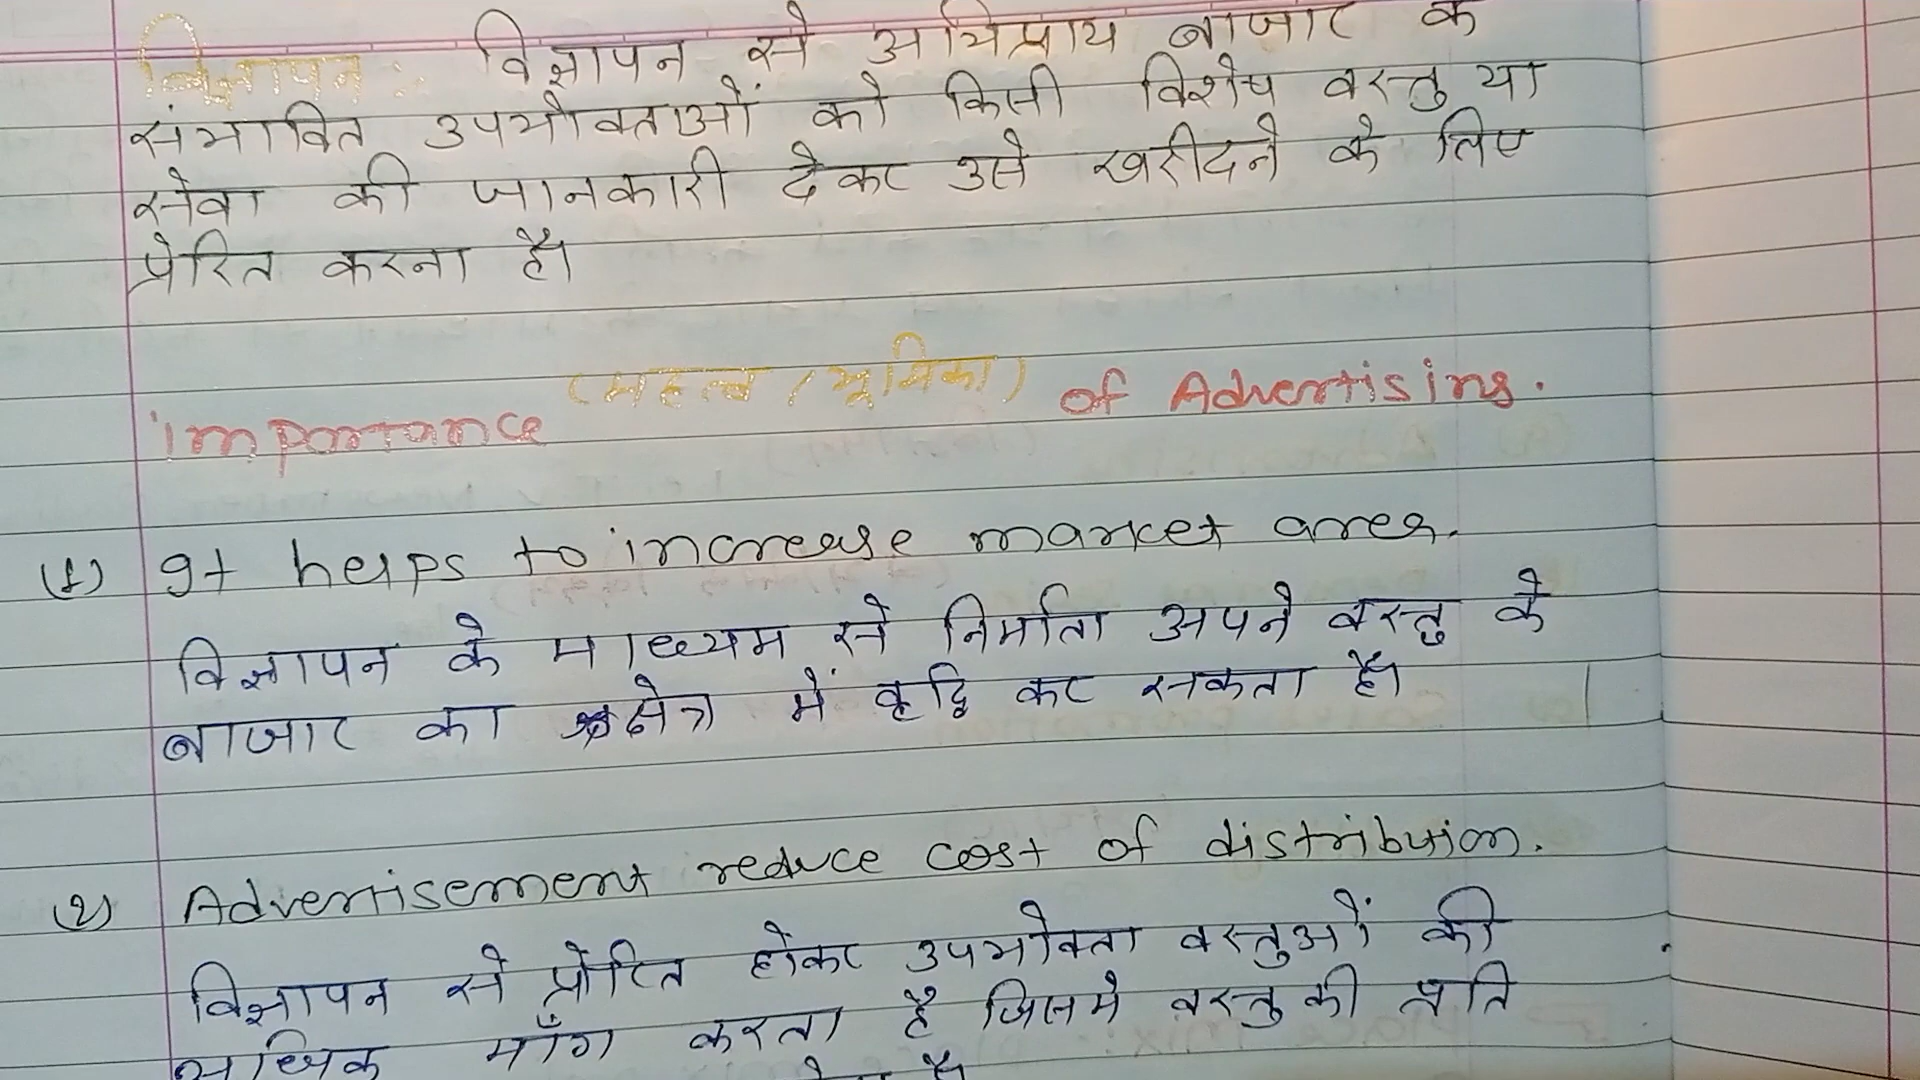 विज्ञापन : विज्ञापन से अभिप्राय बाजार के
संभावित उपभोक्ताओं को किसी विशेष वस्तु या
सेवा की जानकारी देकर उसे खरीदने के लिए
प्रेरित करना है।
importance (महत्व / भूमिका) of Advertising.
(1) It helps to increase market area.
विज्ञापन के माध्यम से निर्माता अपने वस्तु के
बाजार का क्षेत्र में वृद्धि कर सकता है।
(2) Advertisement reduce cost of distribution.
विज्ञापन से प्रेरित होकर उपभोक्ता वस्तुओं की
अधिक माँग करता है जिसमे वस्तु की प्रति